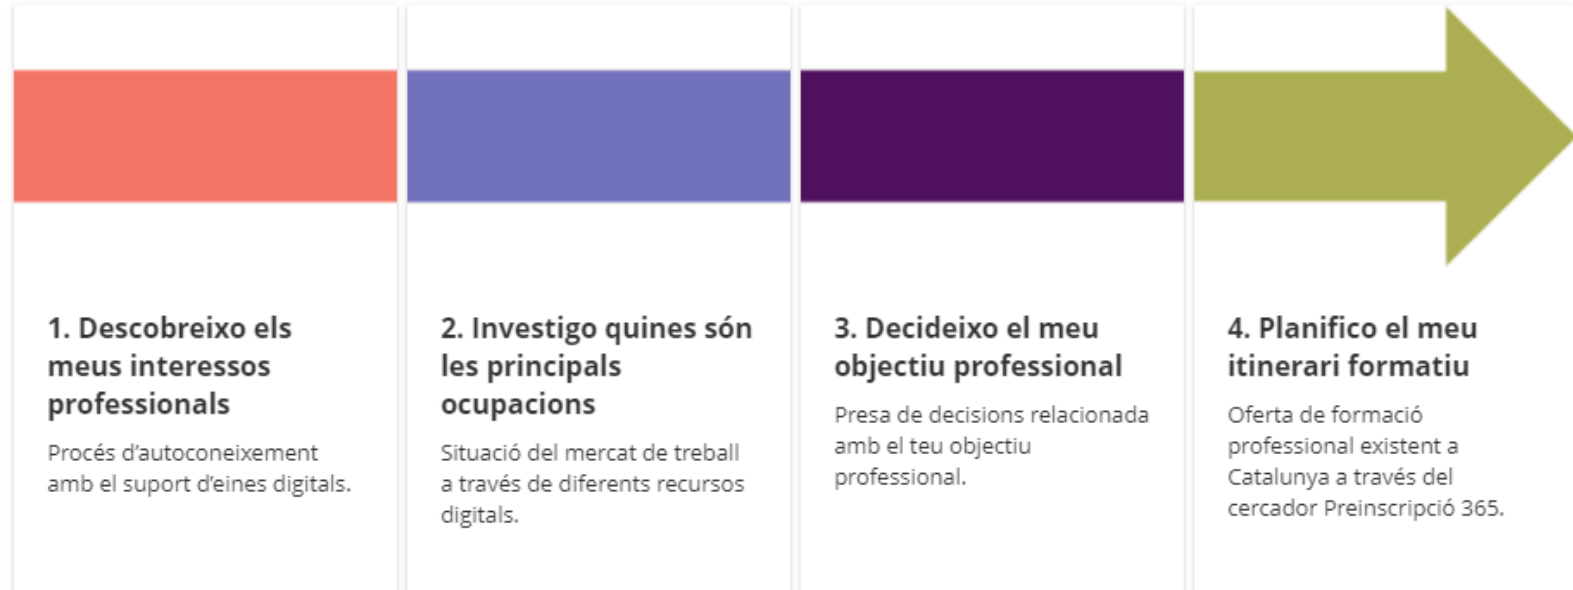 1. Descobreixo els
meus interessos
professionals
Procés d'autoconeixement
amb el suport d'eines digitals.
2. Investigo quines són
les principals
ocupacions
Situació del mercat de treball
a través de diferents recursos
digitals.
3. Decideixo el meu
objectiu professional
Presa de decisions relacionada
amb el teu objectiu
professional.
4. Planifico el meu
itinerari formatiu
Oferta de formació
professional existent a
Catalunya a través del
cercador Preinscripció 365.